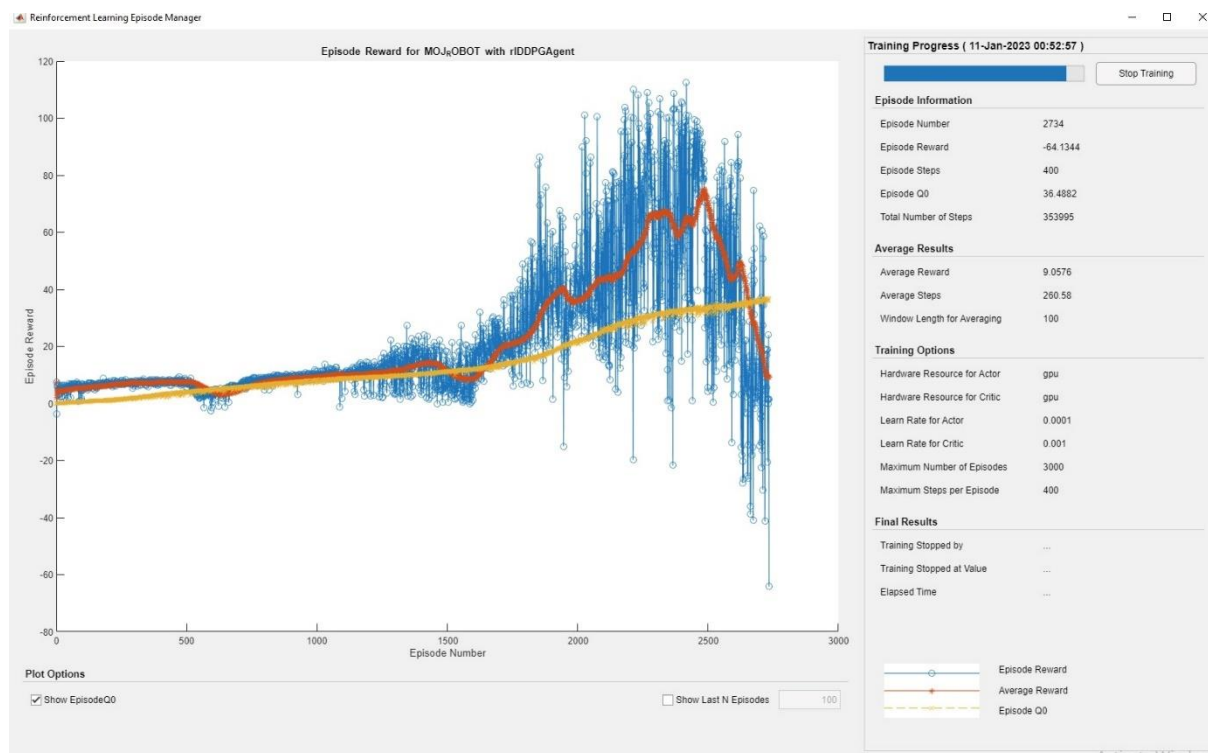 Reinforcement Learning Episode Manager
Episode Reward for MOJROBOT with rlDDPGAgent
120
100
80
60
40
20
0
-20
-40
-60
-80
Episode Reward
0
500
1000
1500
2000
2500
3000
Episode Number
Plot Options
Show EpisodeQ0
Show Last N Episodes
100
Training Progress ( 11-Jan-2023 00:52:57 )
Stop Training
Episode Information
Episode Number 2734
Episode Reward -64.1344
Episode Steps 400
Episode Q0 36.4882
Total Number of Steps 353995
Average Results
Average Reward 9.0576
Average Steps 260.58
Window Length for Averaging 100
Training Options
Hardware Resource for Actor gpu
Hardware Resource for Critic gpu
Learn Rate for Actor 0.0001
Learn Rate for Critic 0.001
Maximum Number of Episodes 3000
Maximum Steps per Episode 400
Final Results
Training Stopped by ...
Training Stopped at Value ...
Elapsed Time ...
Episode Reward
Average Reward
Episode Q0